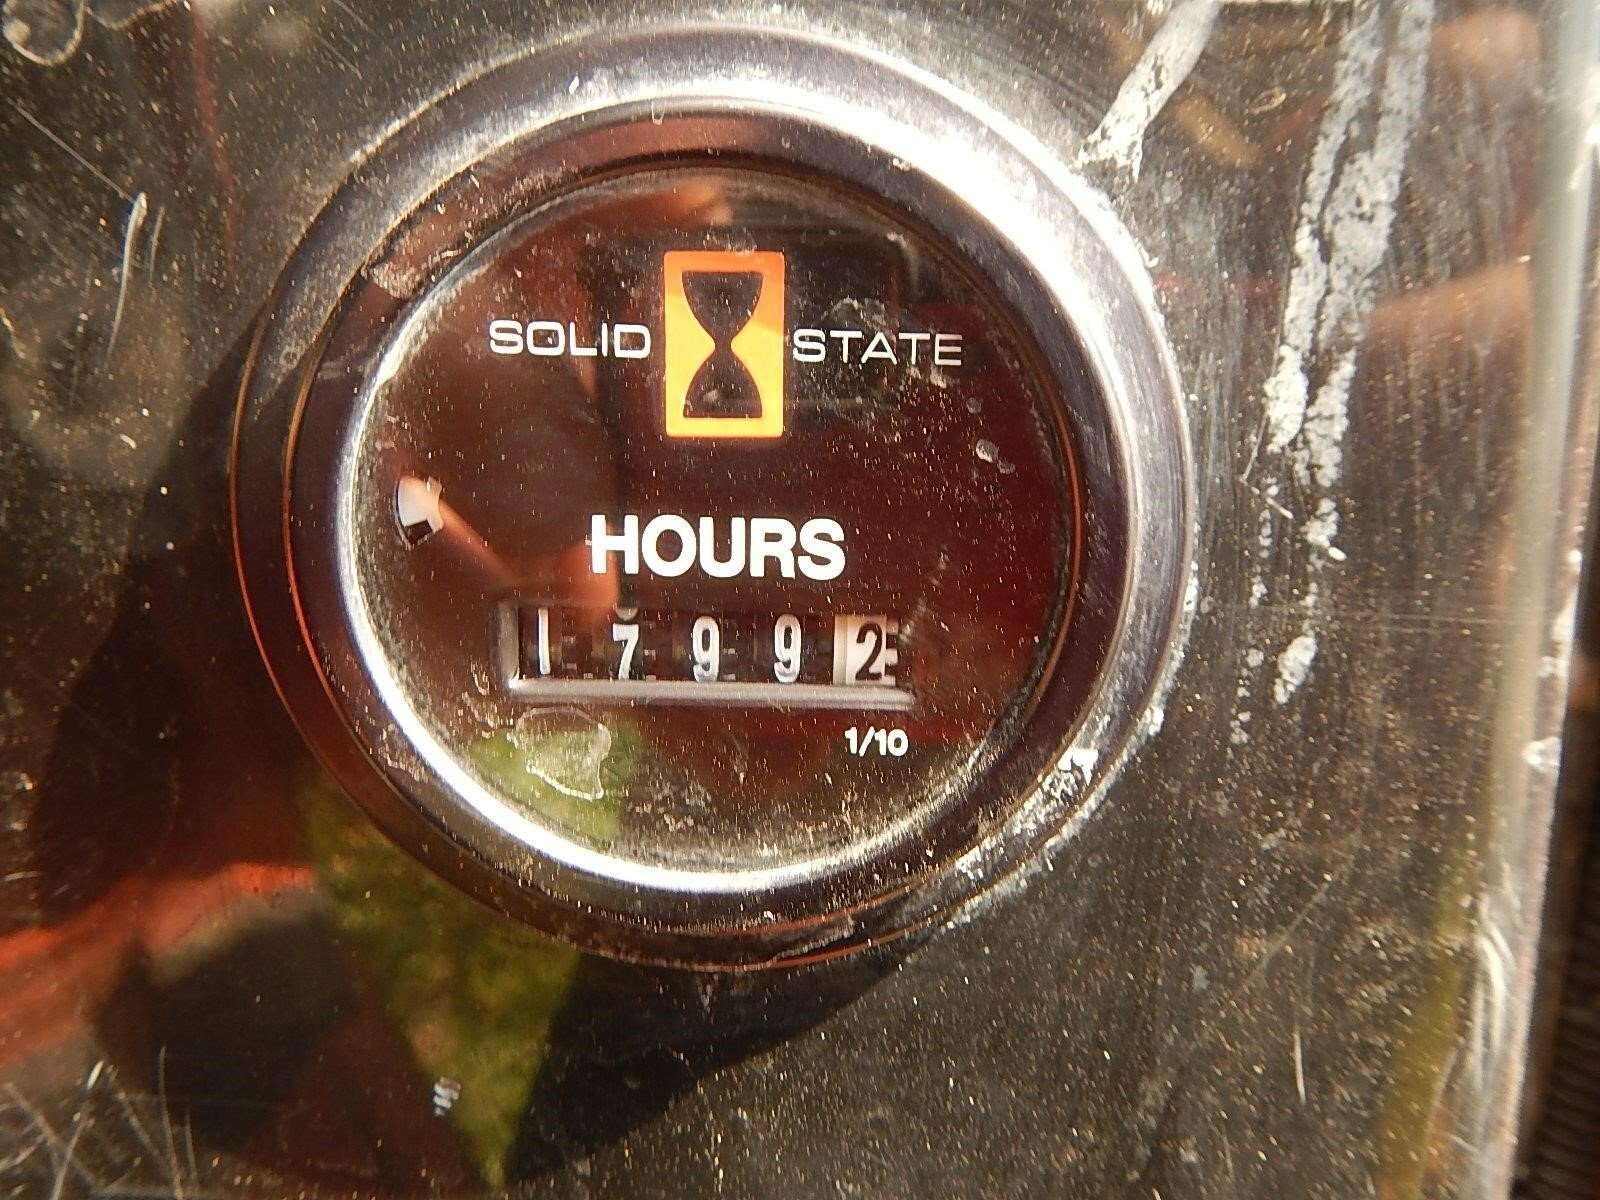 SOLID STATE
HOURS
17992
1/10